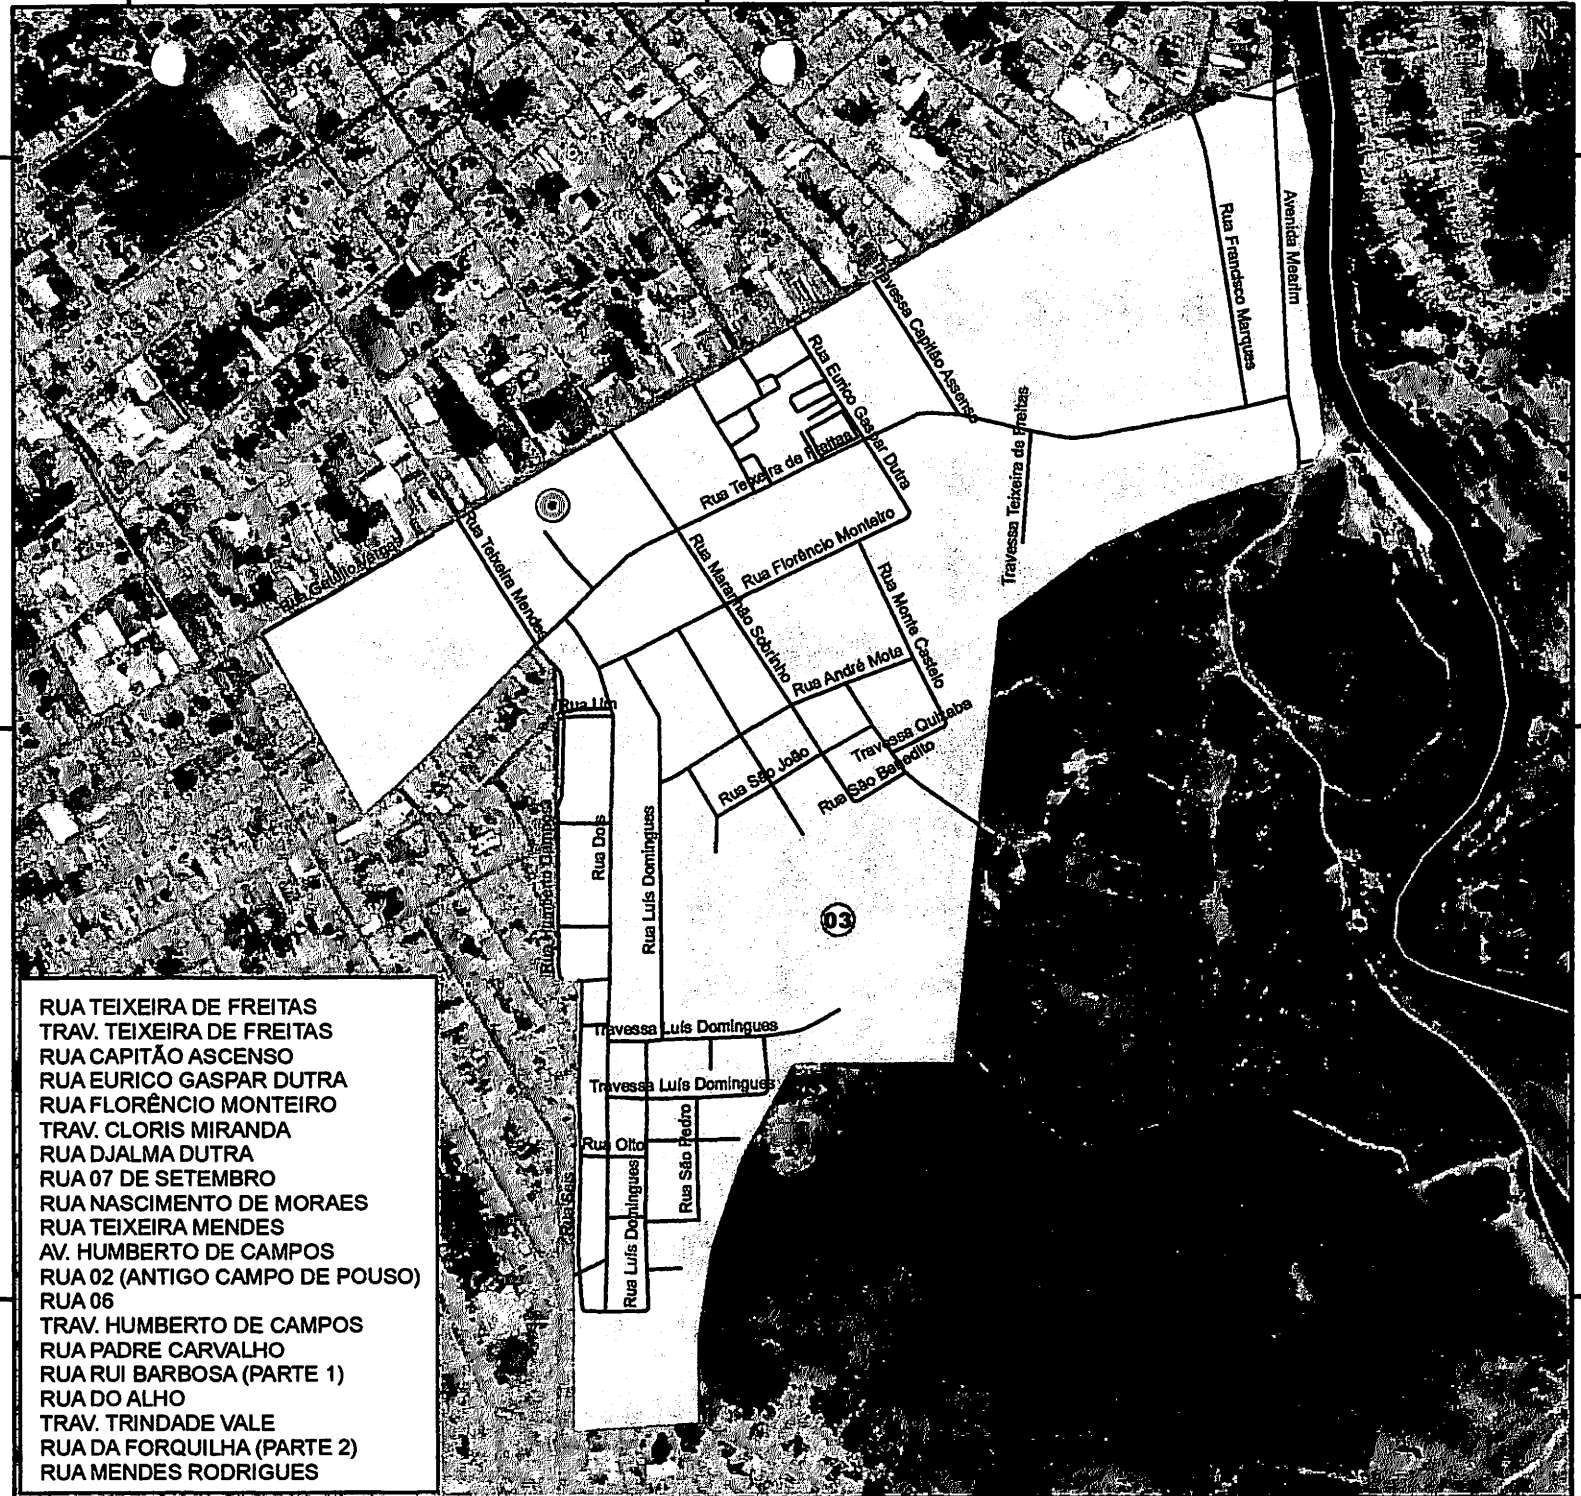 Avenida Mearim
Rua Francisco Marques
Travessa Capitão Assenso
Rua Eurico Gaspar Dutra
Travessa Teixeira de Freitas
Rua Teixeira de Freitas
Rua Getúlio Vargas
Rua Teixeira Mendes
Rua Maranhão Sobrinho
Rua Florêncio Monteiro
Rua Monte Castelo
Rua André Mota
Rua Um
Travessa Quizaba
Rua São João
Rua São Benedito
Rua Humberto Campos
Rua Dois
Rua Luís Domingues
03
Travessa Luís Domingues
Travessa Luís Domingues
Rua Oito
Rua São Pedro
Rua Seis
Rua Luís Domingues
RUA TEIXEIRA DE FREITAS
TRAV. TEIXEIRA DE FREITAS
RUA CAPITÃO ASCENSO
RUA EURICO GASPAR DUTRA
RUA FLORÊNCIO MONTEIRO
TRAV. CLORIS MIRANDA
RUA DJALMA DUTRA
RUA 07 DE SETEMBRO
RUA NASCIMENTO DE MORAES
RUA TEIXEIRA MENDES
AV. HUMBERTO DE CAMPOS
RUA 02 (ANTIGO CAMPO DE POUSO)
RUA 06
TRAV. HUMBERTO DE CAMPOS
RUA PADRE CARVALHO
RUA RUI BARBOSA (PARTE 1)
RUA DO ALHO
TRAV. TRINDADE VALE
RUA DA FORQUILHA (PARTE 2)
RUA MENDES RODRIGUES